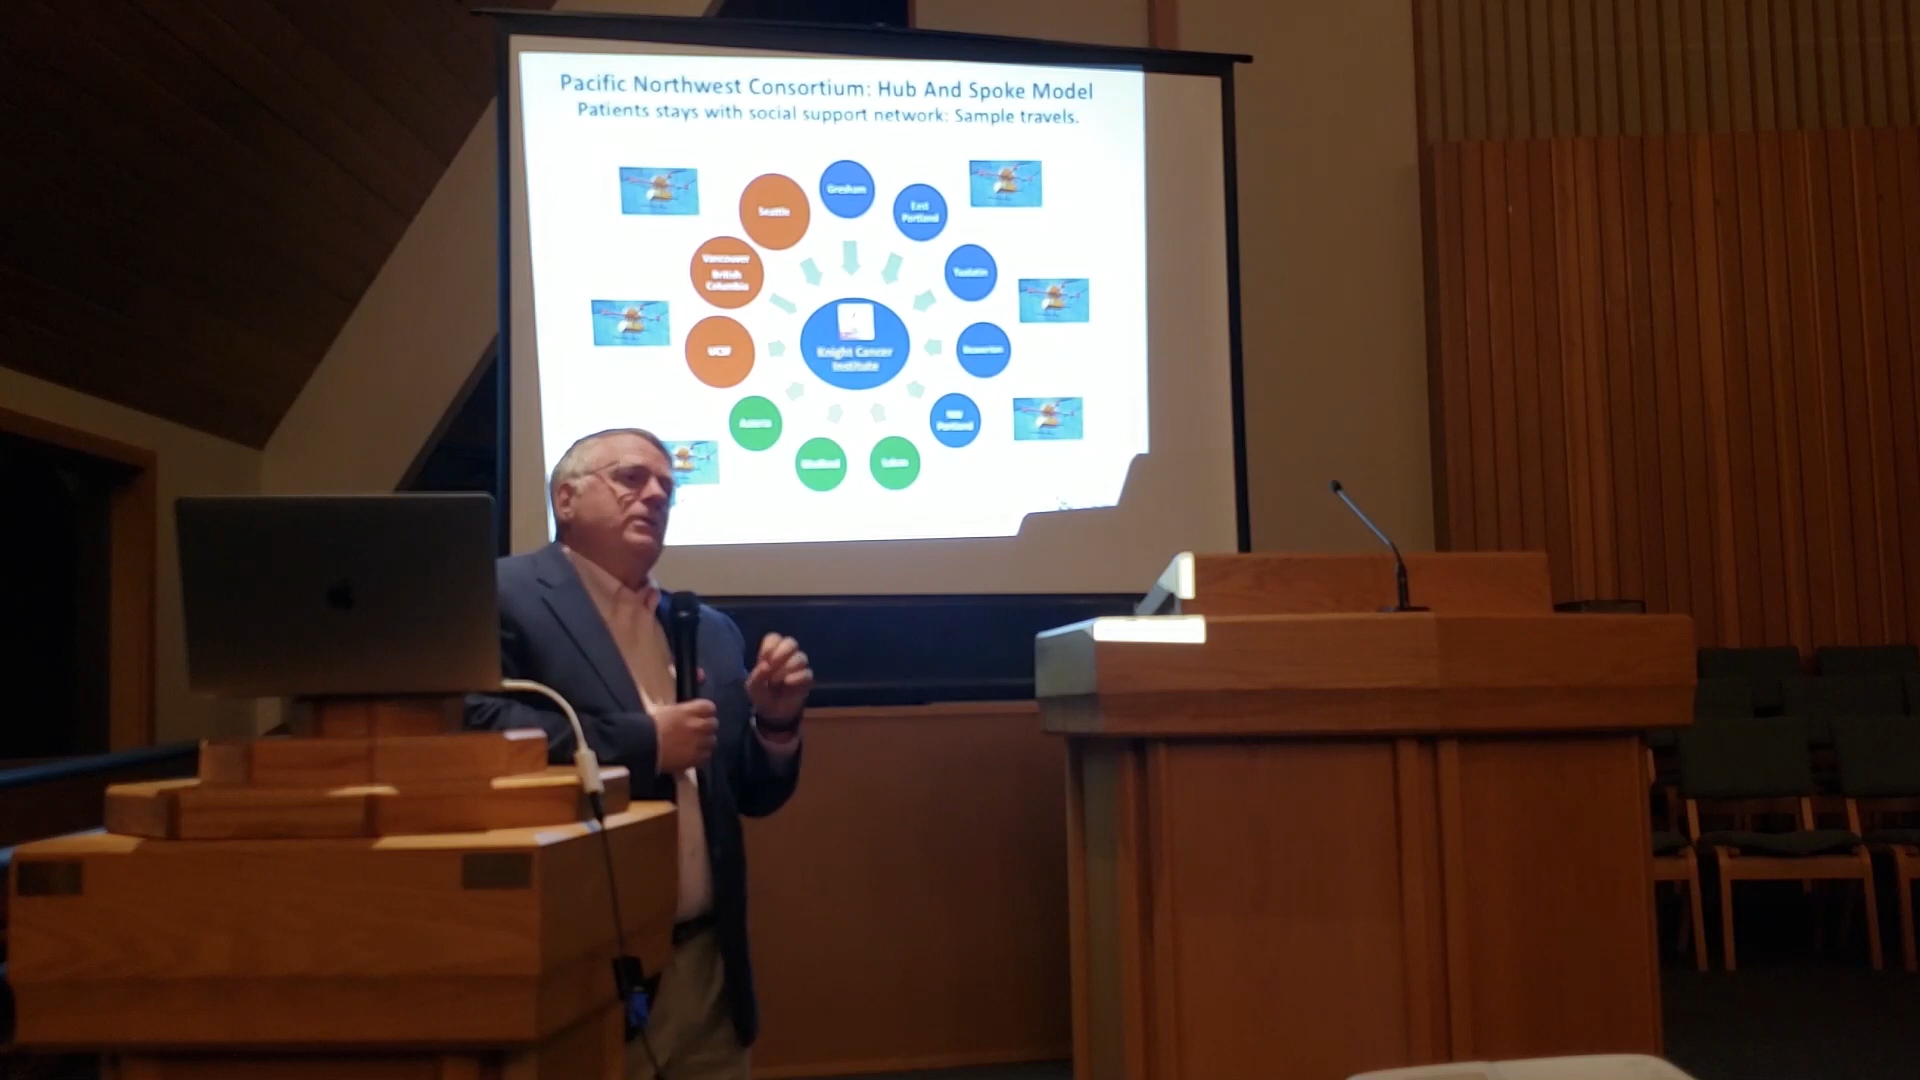 Pacific Northwest Consortium: Hub And Spoke Model
Patients stays with social support network: Sample travels.
Gresham
Seattle
East
Portland
Vancouver
British
Columbia
Tualatin
Knight Cancer
Institute
UCSF
Beaverton
NW
Portland
Astoria
Medford
Salem